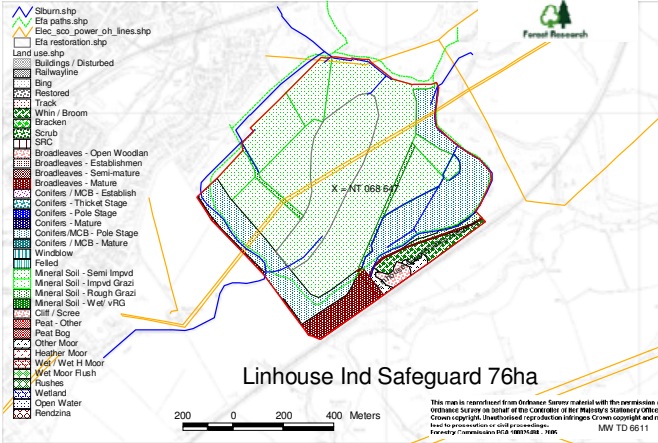 Slburn.shp
Efa paths.shp
Elec_sco_power_oh_lines.shp
Efa restoration.shp
Land use.shp
Buildings / Disturbed
Railwayline
Bing
Restored
Track
Whin / Broom
Bracken
Scrub
SRC
Broadleaves - Open Woodlan
Broadleaves - Establishmen
Broadleaves - Semi-mature
Broadleaves - Mature
Conifers / MCB - Establish
Conifers - Thicket Stage
Conifers - Pole Stage
Conifers - Mature
Conifers/MCB - Pole Stage
Conifers / MCB - Mature
Windblow
Felled
Mineral Soil - Semi Impvd
Mineral Soil - Impvd Grazi
Mineral Soil - Rough Grazi
Mineral Soil - Wet/ vRG
Cliff / Scree
Peat - Other
Peat Bog
Other Moor
Heather Moor
Wet / Wet H Moor
Wet Moor Flush
Rushes
Wetland
Open Water
Rendzina
Forest Research
X = NT 068 647
Linhouse Ind Safeguard 76ha
200 0 200 400 Meters
This map is reproduced from Ordnance Survey material with the permission
Ordnance Survey on behalf of the Controller of Her Majesty's Stationery Office
Crown copyright. Unauthorised reproduction infringes Crown copyright and
lead to prosecution or civil proceedings.
Forestry Commission 2005
MW TD 6611